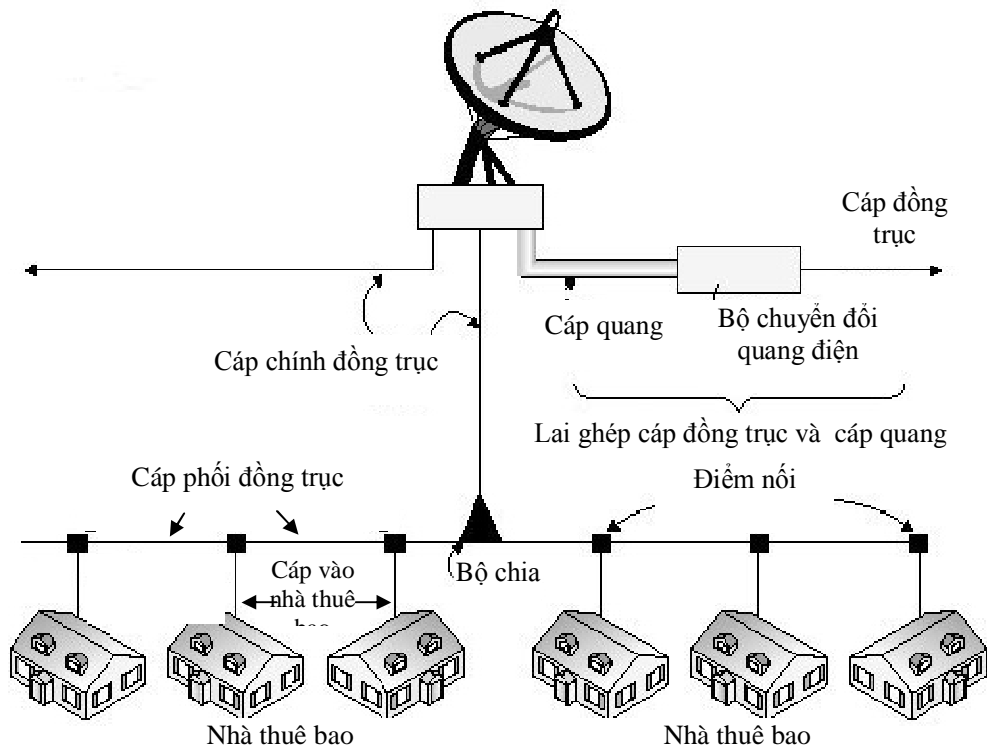 Cáp đồng
trục
Cáp quang
Bộ chuyển đổi
quang điện
Cáp chính đồng trục
Lai ghép cáp đồng trục và cáp quang
Cáp phối đồng trục
Điểm nối
Cáp vào
nhà thuê
bao
Bộ chia
Nhà thuê bao
Nhà thuê bao